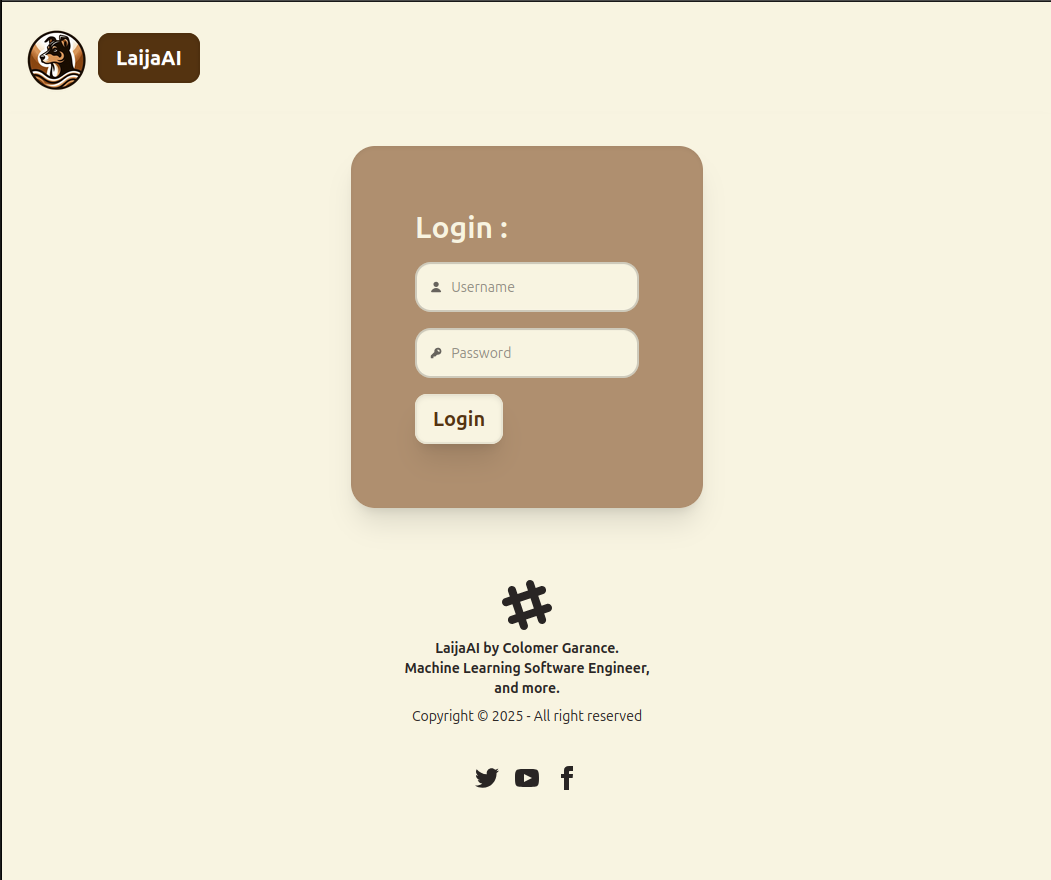 LaijaAI
Login :
Username
Password
Login
LaijaAI by Colomer Garance.
Machine Learning Software Engineer,
and more.
Copyright © 2025 - All right reserved